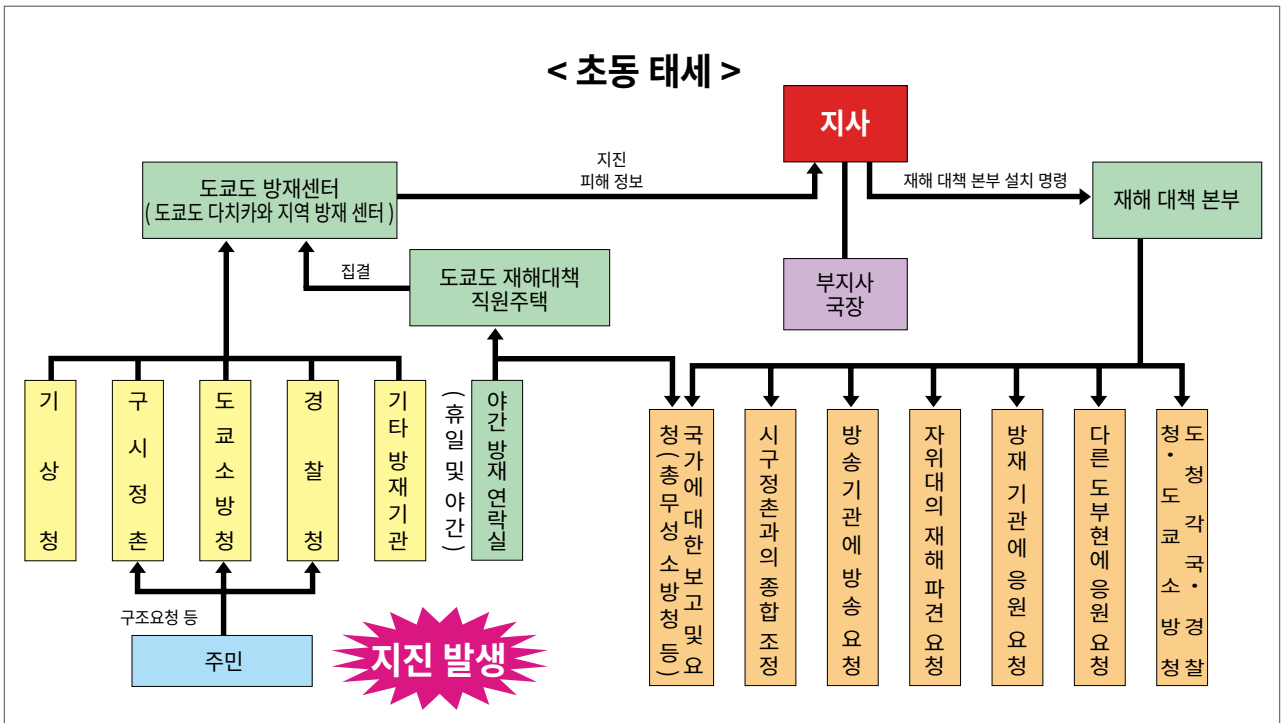 < 초동 태세 >
지사
지진
피해 정보
재해 대책 본부 설치 명령
도쿄도 방재센터
( 도쿄도 다치카와 지역 방재 센터 )
재해 대책 본부
집결
도쿄도 재해대책
직원주택
부지사
국장
기상청
구시정촌
도쿄소방청
경찰청
기타방재기관
(휴일 및 야간)
야간 방재 연락실
국가에 대한 보고 및 요
청(총무성 소방청 등)
시구정촌과의 종합 조정
방송기관에 방송 요청
자위대의 재해 파견 요청
방재 기관에 응원 요청
다른 도부현에 응원 요청
도청 각국·경찰
청·도쿄 소방청
구조요청 등
주민
지진 발생